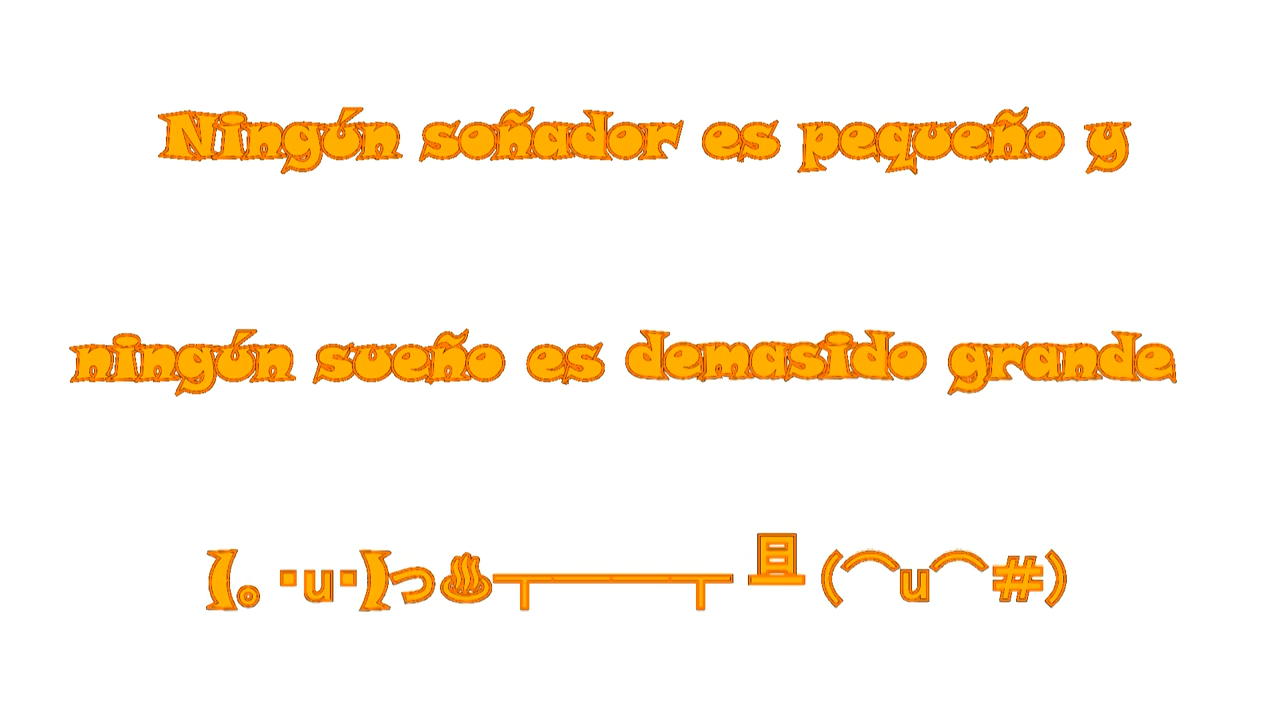 Ningún soñador es pequeño y
ningún sueño es demasido grande
【｡･u･】つ♨┬───┬ 旦 (⌒u⌒#)